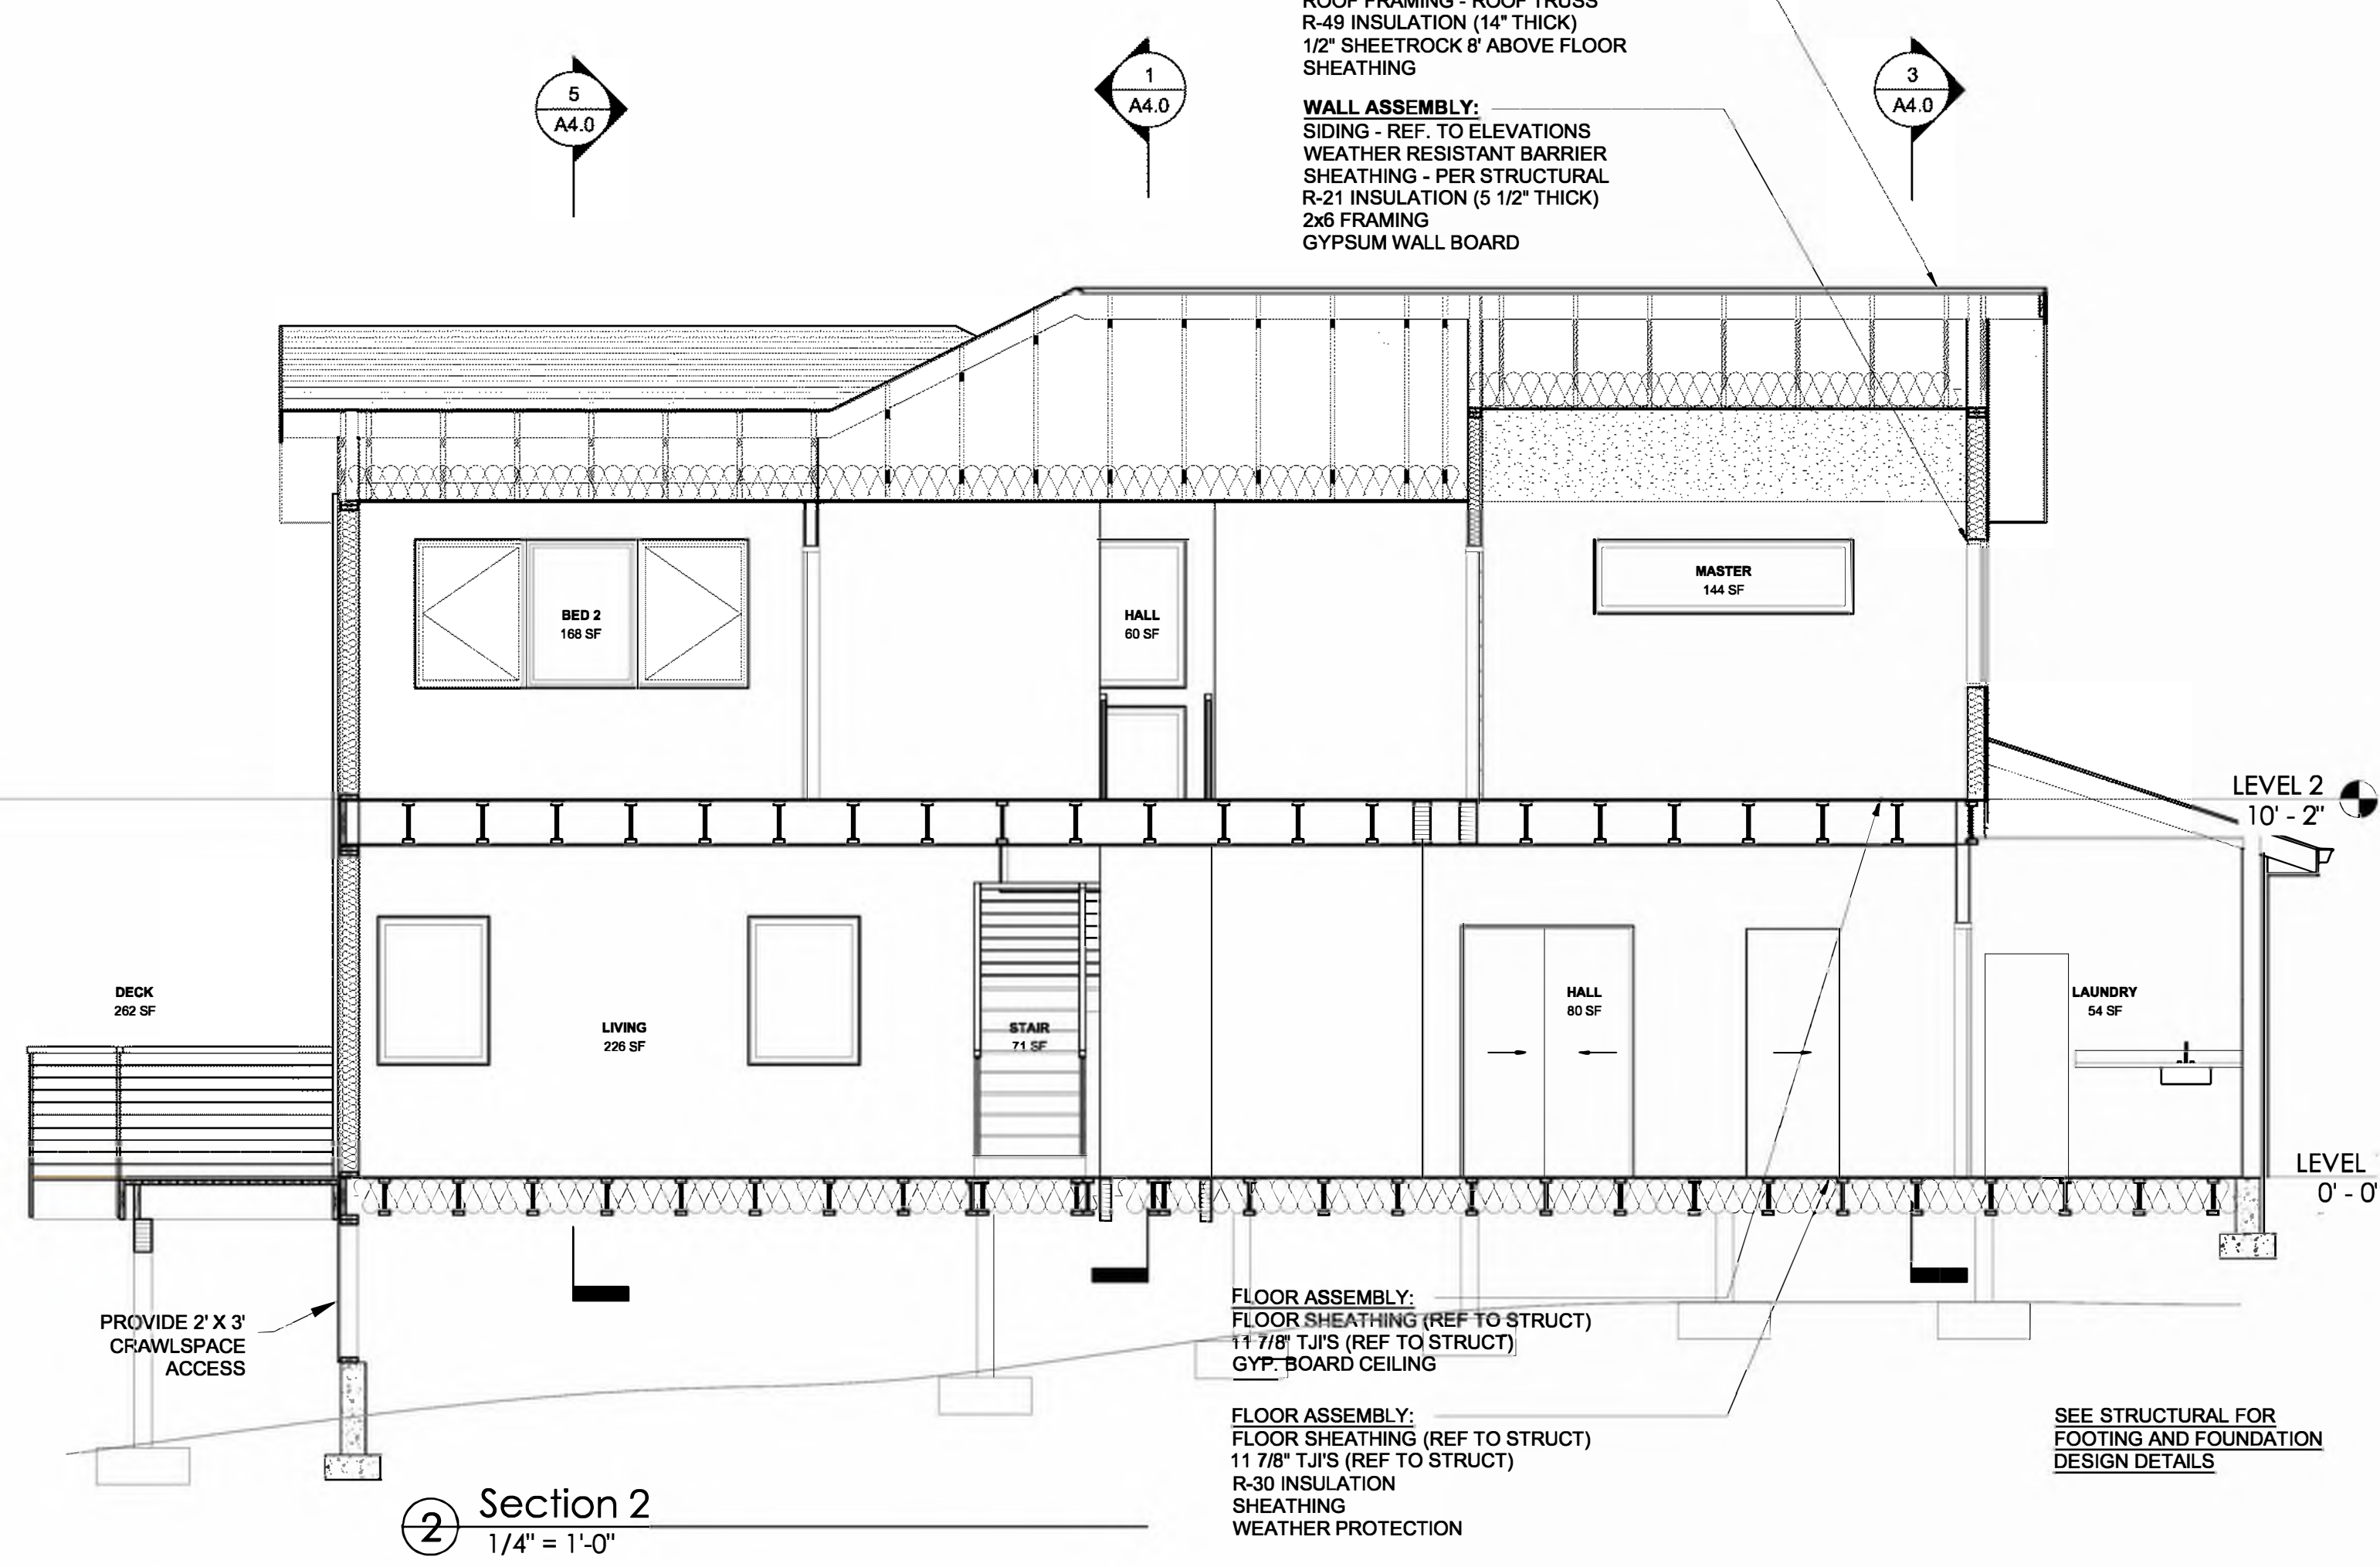 ROOF FRAMING - ROOF TRUSS
R-49 INSULATION (14" THICK)
1/2" SHEETROCK 8' ABOVE FLOOR
SHEATHING
5
A4.0
1
A4.0
3
A4.0
WALL ASSEMBLY:
SIDING - REF. TO ELEVATIONS
WEATHER RESISTANT BARRIER
SHEATHING - PER STRUCTURAL
R-21 INSULATION (5 1/2" THICK)
2x6 FRAMING
GYPSUM WALL BOARD
BED 2
168 SF
HALL
60 SF
MASTER
144 SF
LEVEL 2
10' - 2"
DECK
262 SF
LIVING
226 SF
STAIR
71 SF
HALL
80 SF
LAUNDRY
54 SF
LEVEL
0' - 0"
PROVIDE 2' X 3'
CRAWLSPACE
ACCESS
FLOOR ASSEMBLY:
FLOOR SHEATHING (REF TO STRUCT)
11 7/8" TJI'S (REF TO STRUCT)
GYP. BOARD CEILING
FLOOR ASSEMBLY:
FLOOR SHEATHING (REF TO STRUCT)
11 7/8" TJI'S (REF TO STRUCT)
R-30 INSULATION
SHEATHING
WEATHER PROTECTION
SEE STRUCTURAL FOR
FOOTING AND FOUNDATION
DESIGN DETAILS
2
Section 2
1/4" = 1'-0"